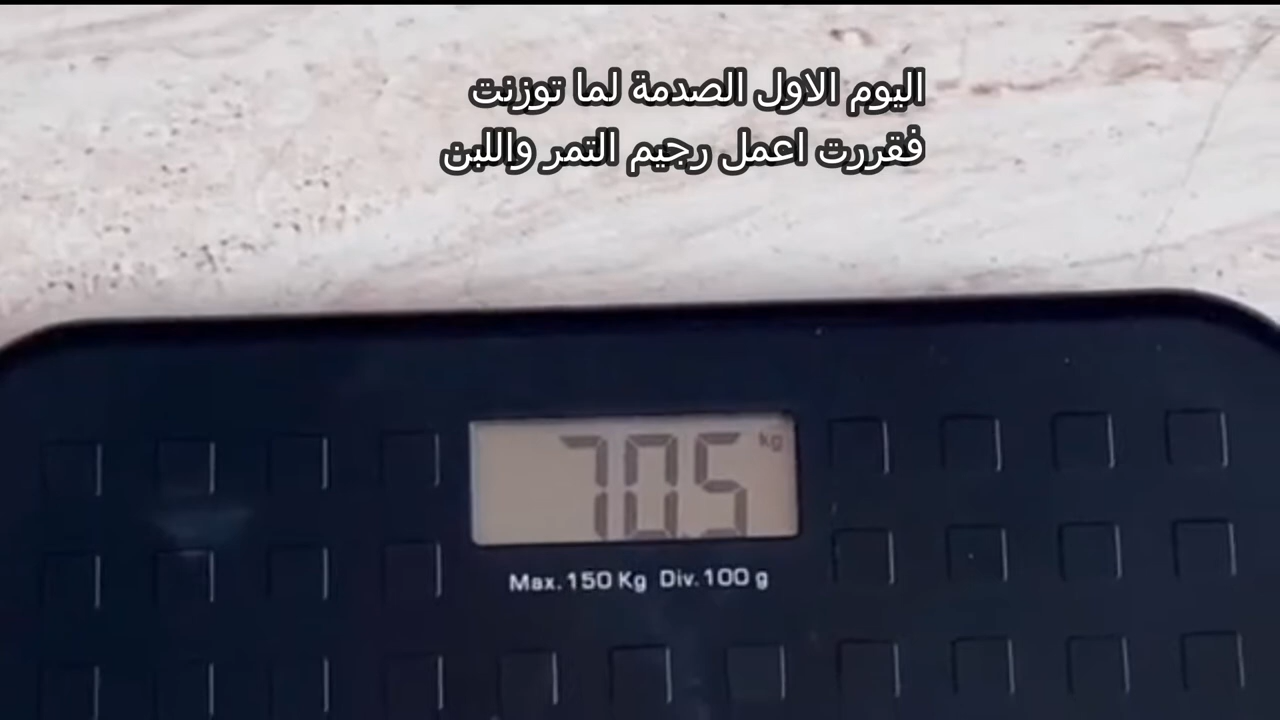 اليوم الاول الصدمة لما توزنت
فقررت اعمل رجيم التمر واللبن
70.5 kg
Max. 150 Kg Div. 100 g